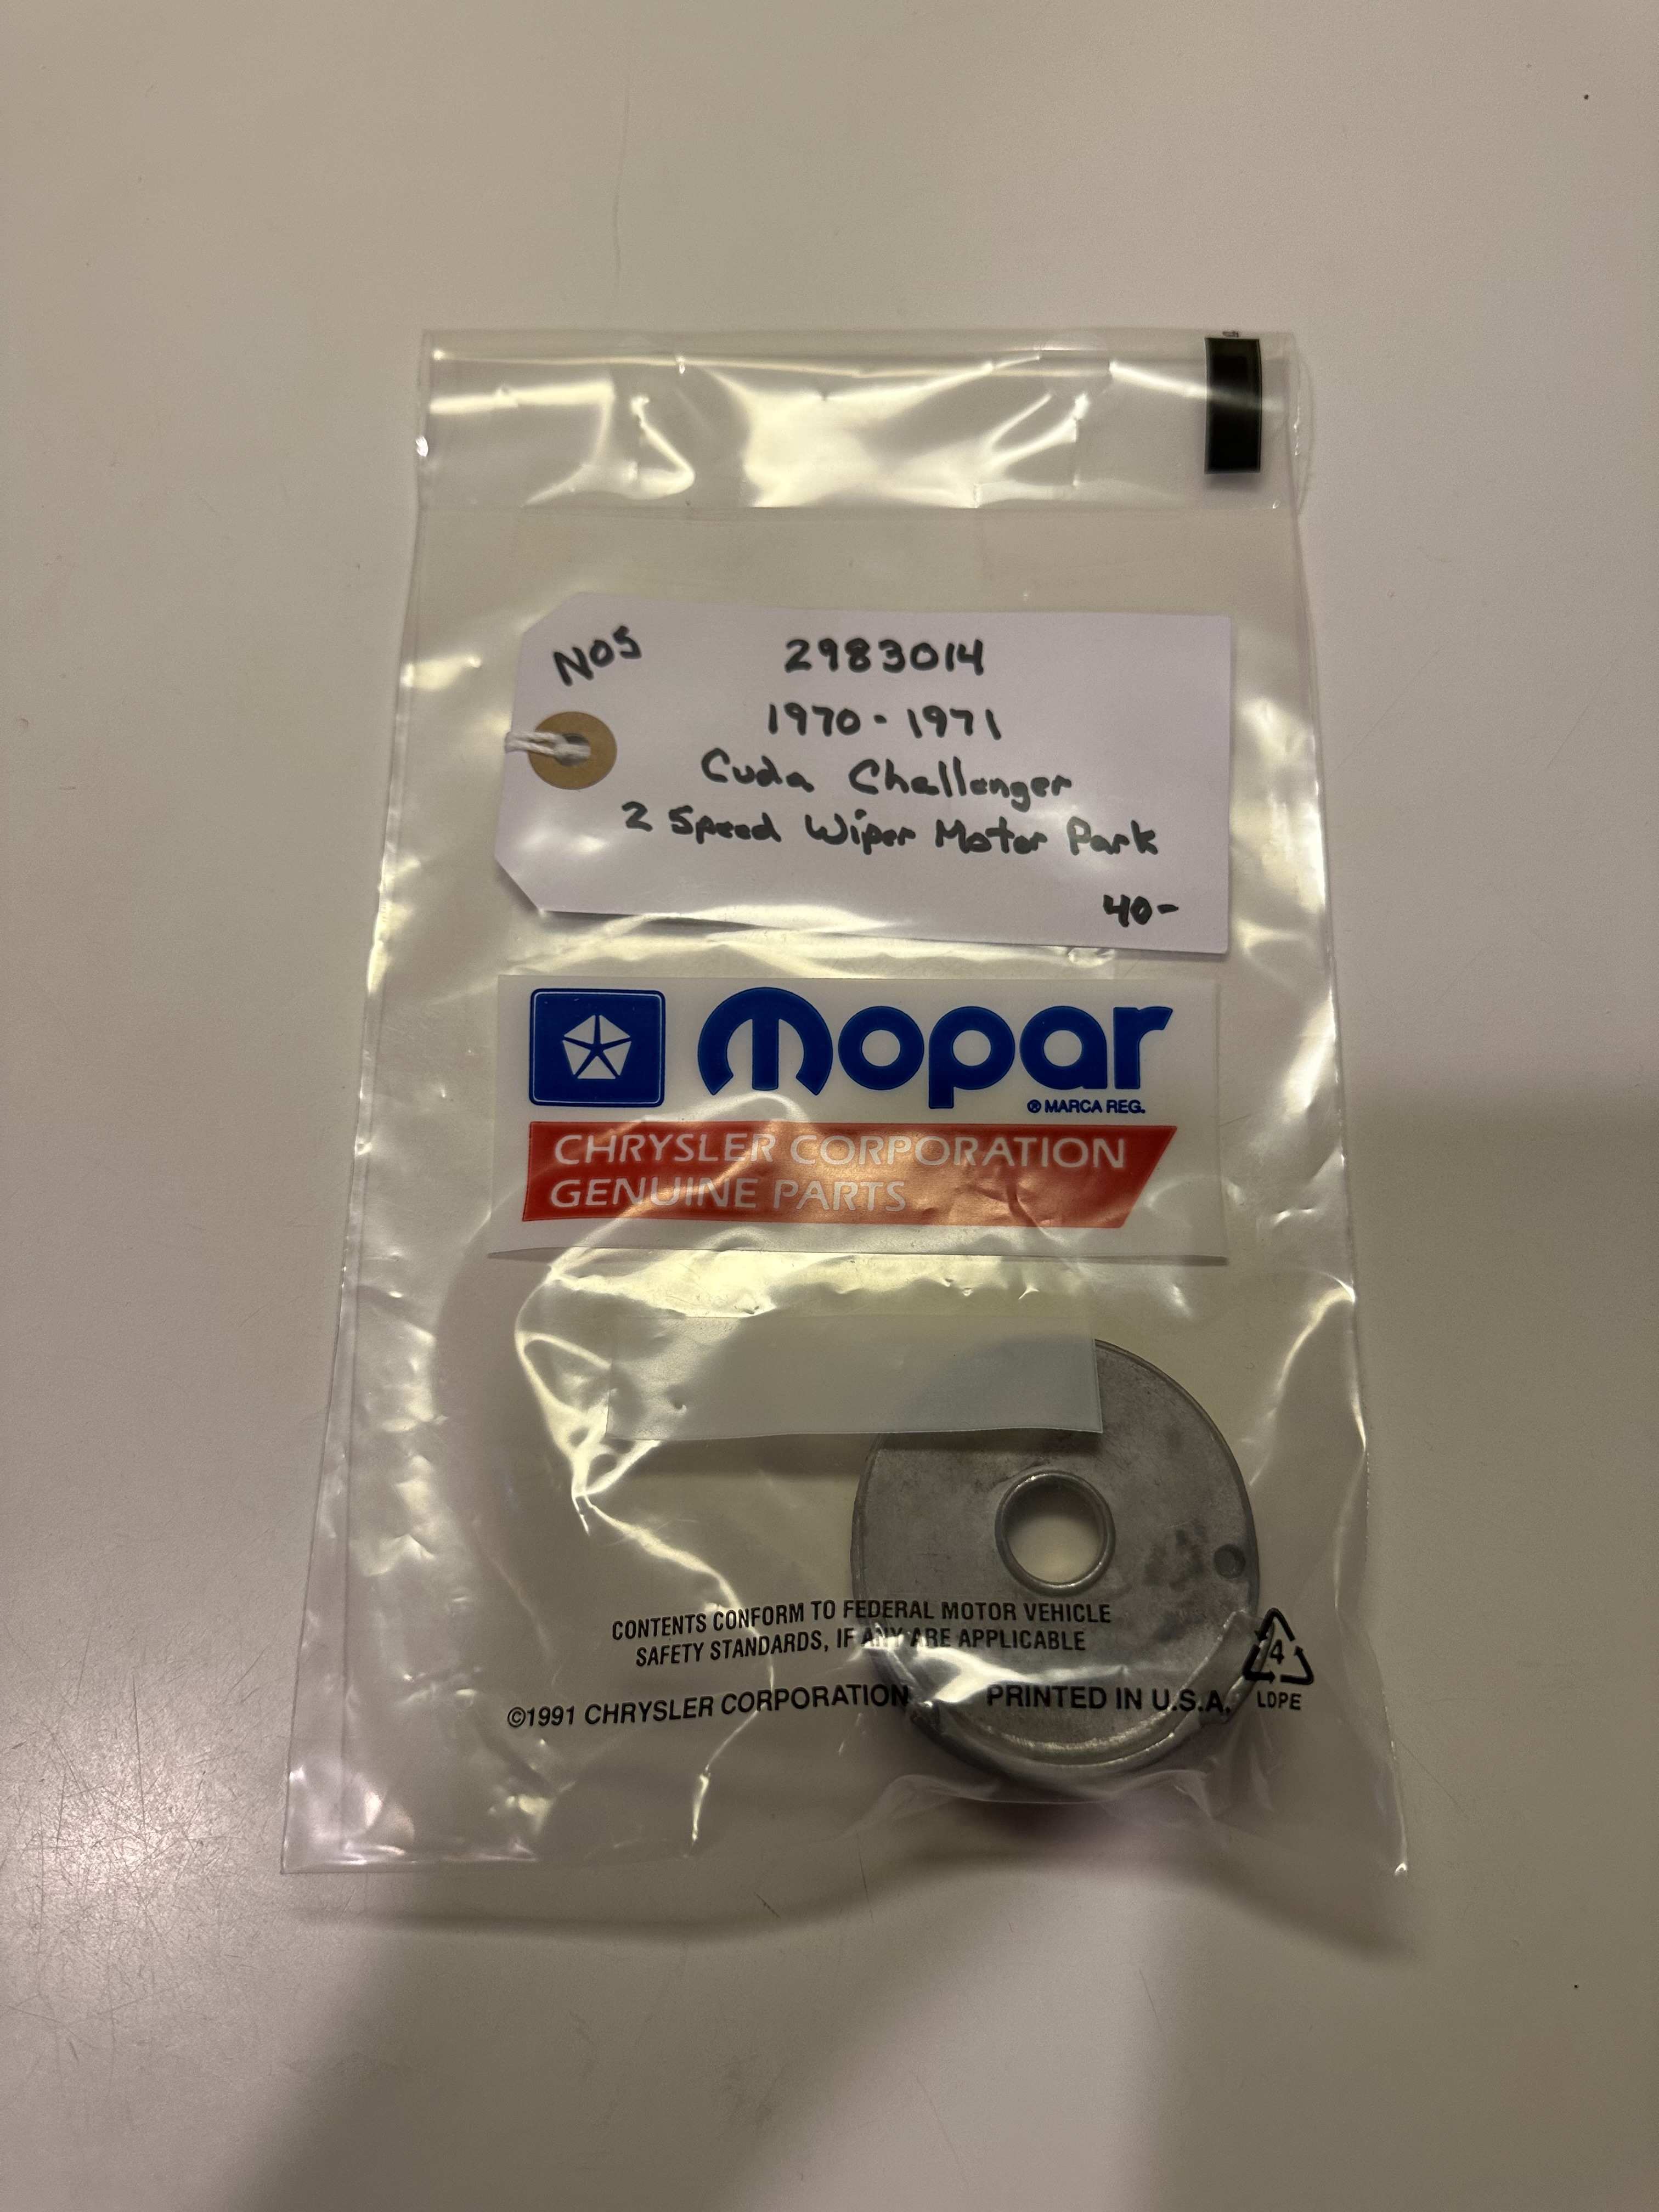 NOS 2983014
1970-1971
Cuda Challenger
2 Speed Wiper Motor Park
40-
mopar
® MARCA REG.
CHRYSLER CORPORATION
GENUINE PARTS
CONTENTS CONFORM TO FEDERAL MOTOR VEHICLE
SAFETY STANDARDS, IF ANY ARE APPLICABLE
©1991 CHRYSLER CORPORATION PRINTED IN U.S.A.
4
LDPE